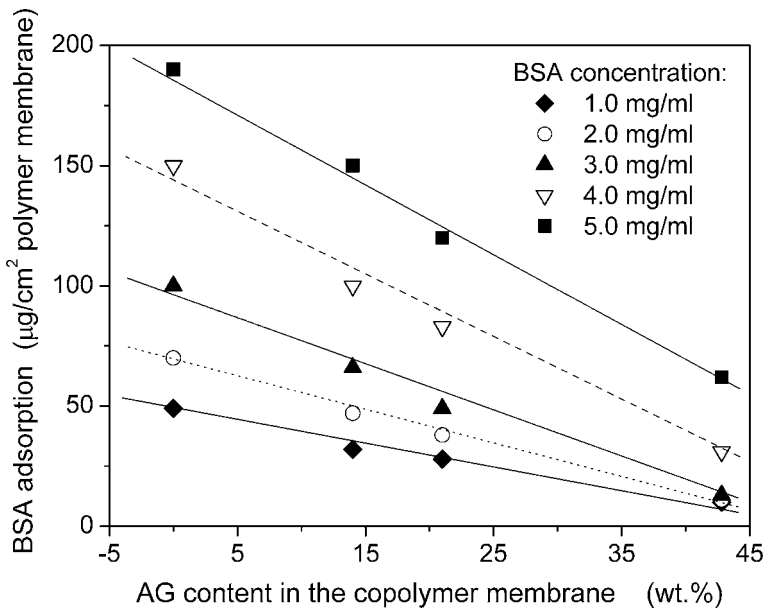 BSA adsorption (μg/cm² polymer membrane)
200
150
100
50
0
BSA concentration:
1.0 mg/ml
2.0 mg/ml
3.0 mg/ml
4.0 mg/ml
5.0 mg/ml
-5 5 15 25 35 45
AG content in the copolymer membrane (wt.%)